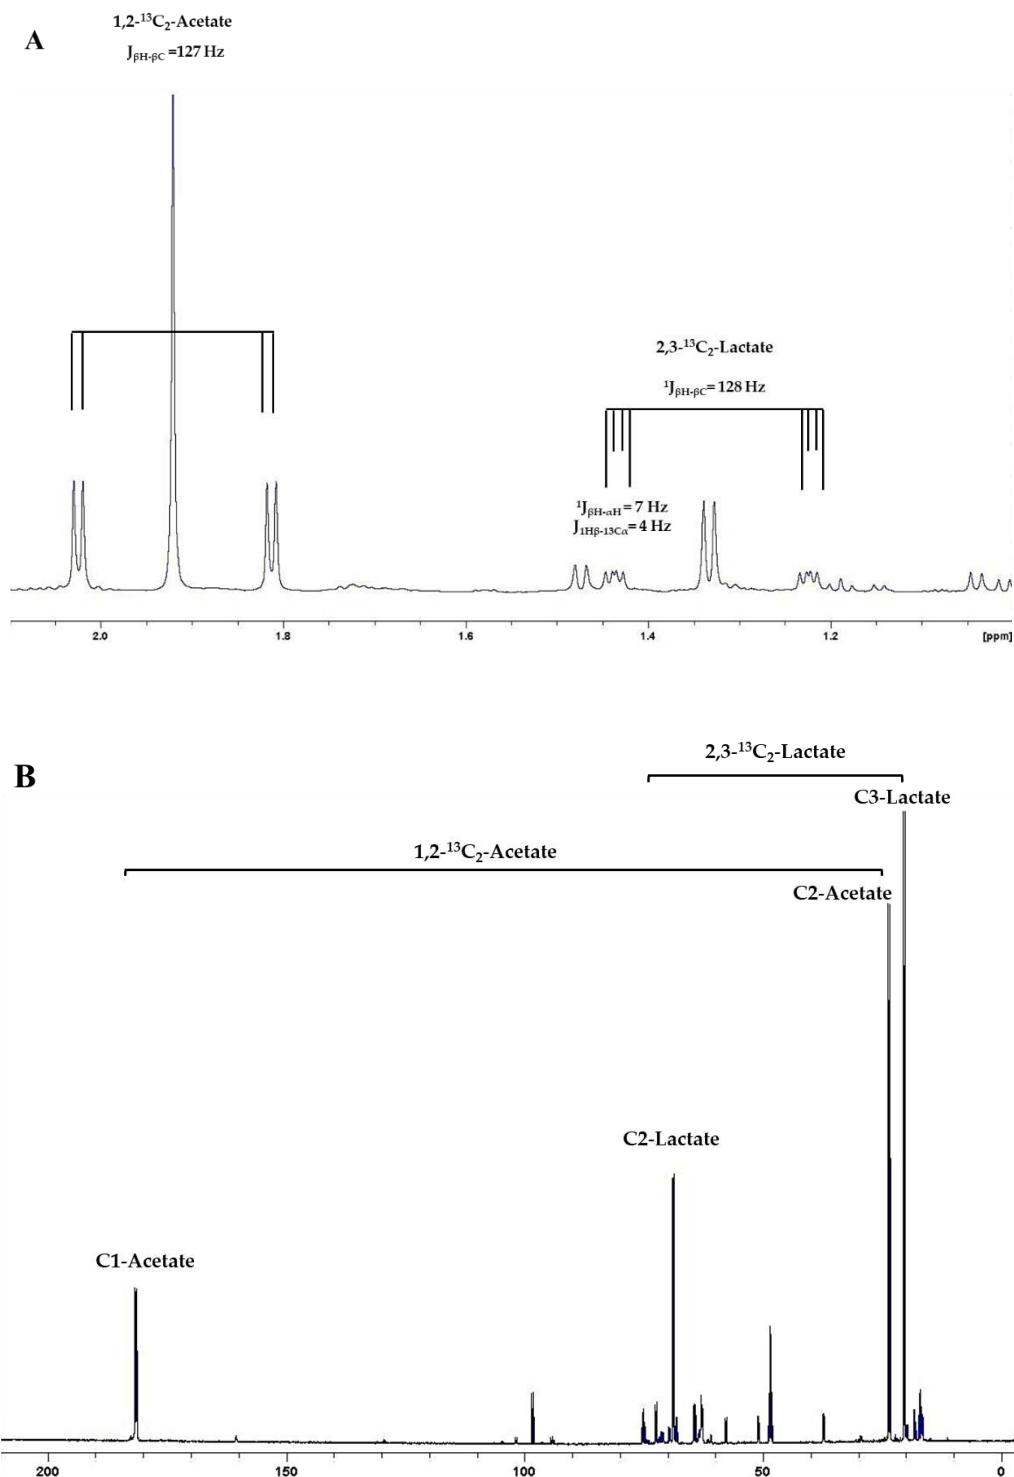 A
1,2-¹³C₂-Acetate
JβH-βC =127 Hz
2,3-¹³C₂-Lactate
¹JβH-βC= 128 Hz
¹JβH-αH= 7 Hz
J1Hβ-13Cα= 4 Hz
2.0 1.8 1.6 1.4 1.2 [ppm]
B
2,3-¹³C₂-Lactate
C3-Lactate
1,2-¹³C₂-Acetate
C2-Acetate
C2-Lactate
C1-Acetate
200 150 100 50 0